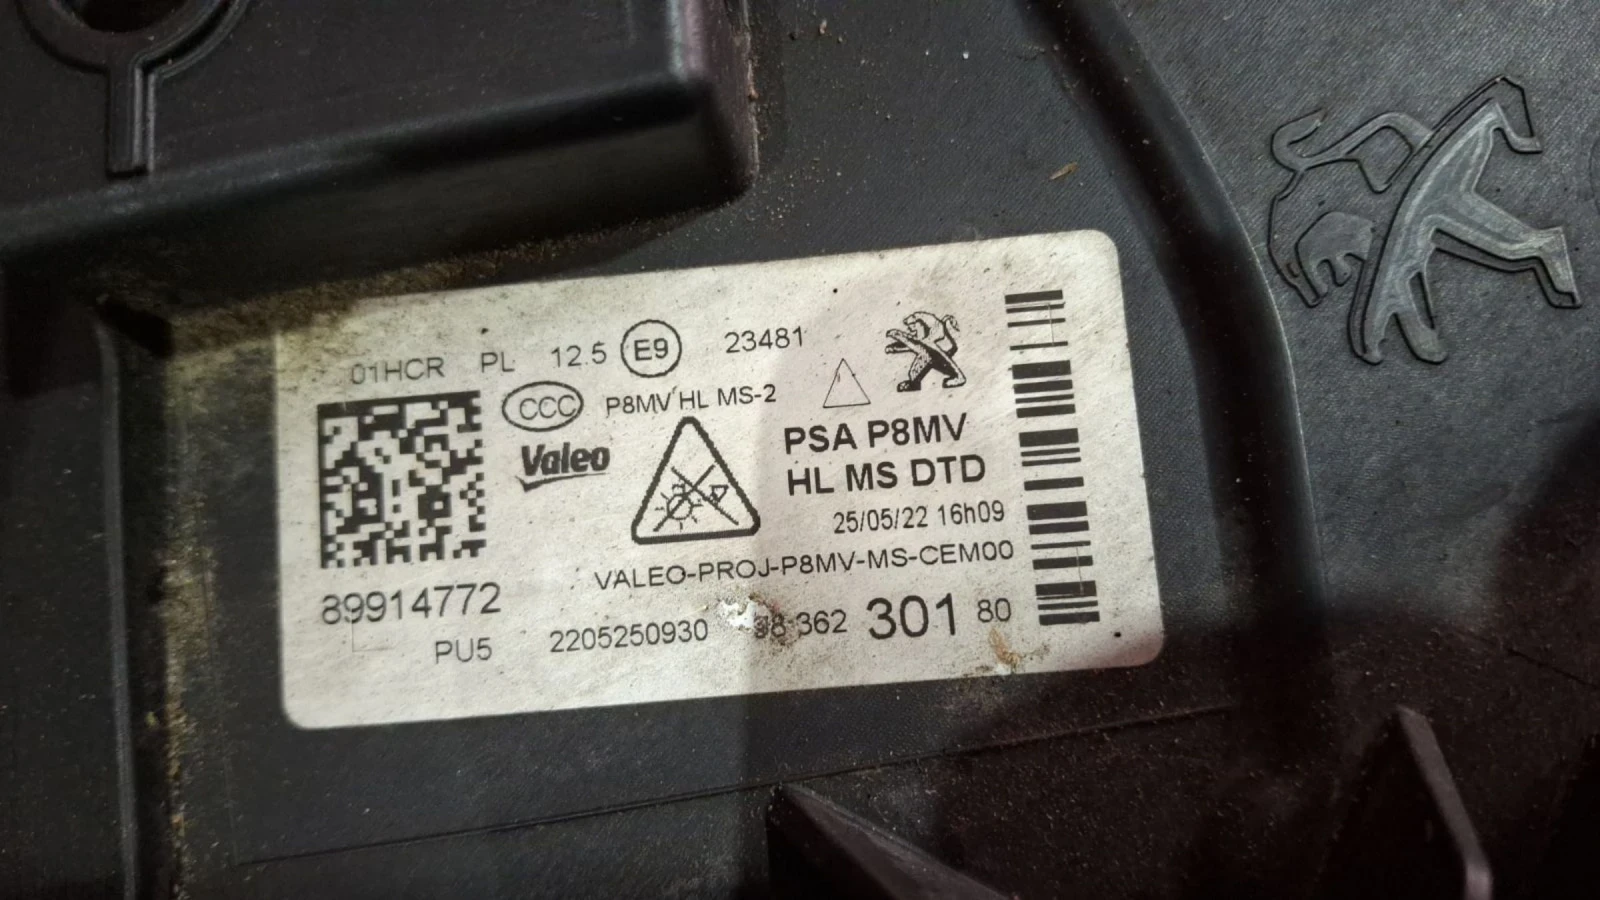 01HCR PL 12.5 E9 23481
CCC P8MV HL MS-2
Valeo
PSA P8MV
HL MS DTD
25/05/22 16h09
VALEO-PROJ-P8MV-MS-CEM00
89914772
PU5 2205250930 98 362 301 80